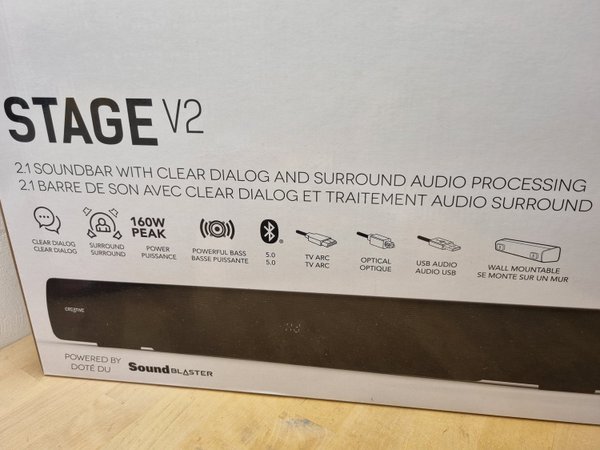 STAGE V2
2.1 SOUNDBAR WITH CLEAR DIALOG AND SURROUND AUDIO PROCESSING
2.1 BARRE DE SON AVEC CLEAR DIALOG ET TRAITEMENT AUDIO SURROUND
CLEAR DIALOG
CLEAR DIALOG
SURROUND
SURROUND
160W
PEAK
POWER
PUISSANCE
POWERFUL BASS
BASSE PUISSANTE
®
5.0
5.0
TV ARC
TV ARC
OPTICAL
OPTIQUE
USB AUDIO
AUDIO USB
WALL MOUNTABLE
SE MONTE SUR UN MUR
CREATIVE
POWERED BY
DOTÉ DU
Sound BLASTER